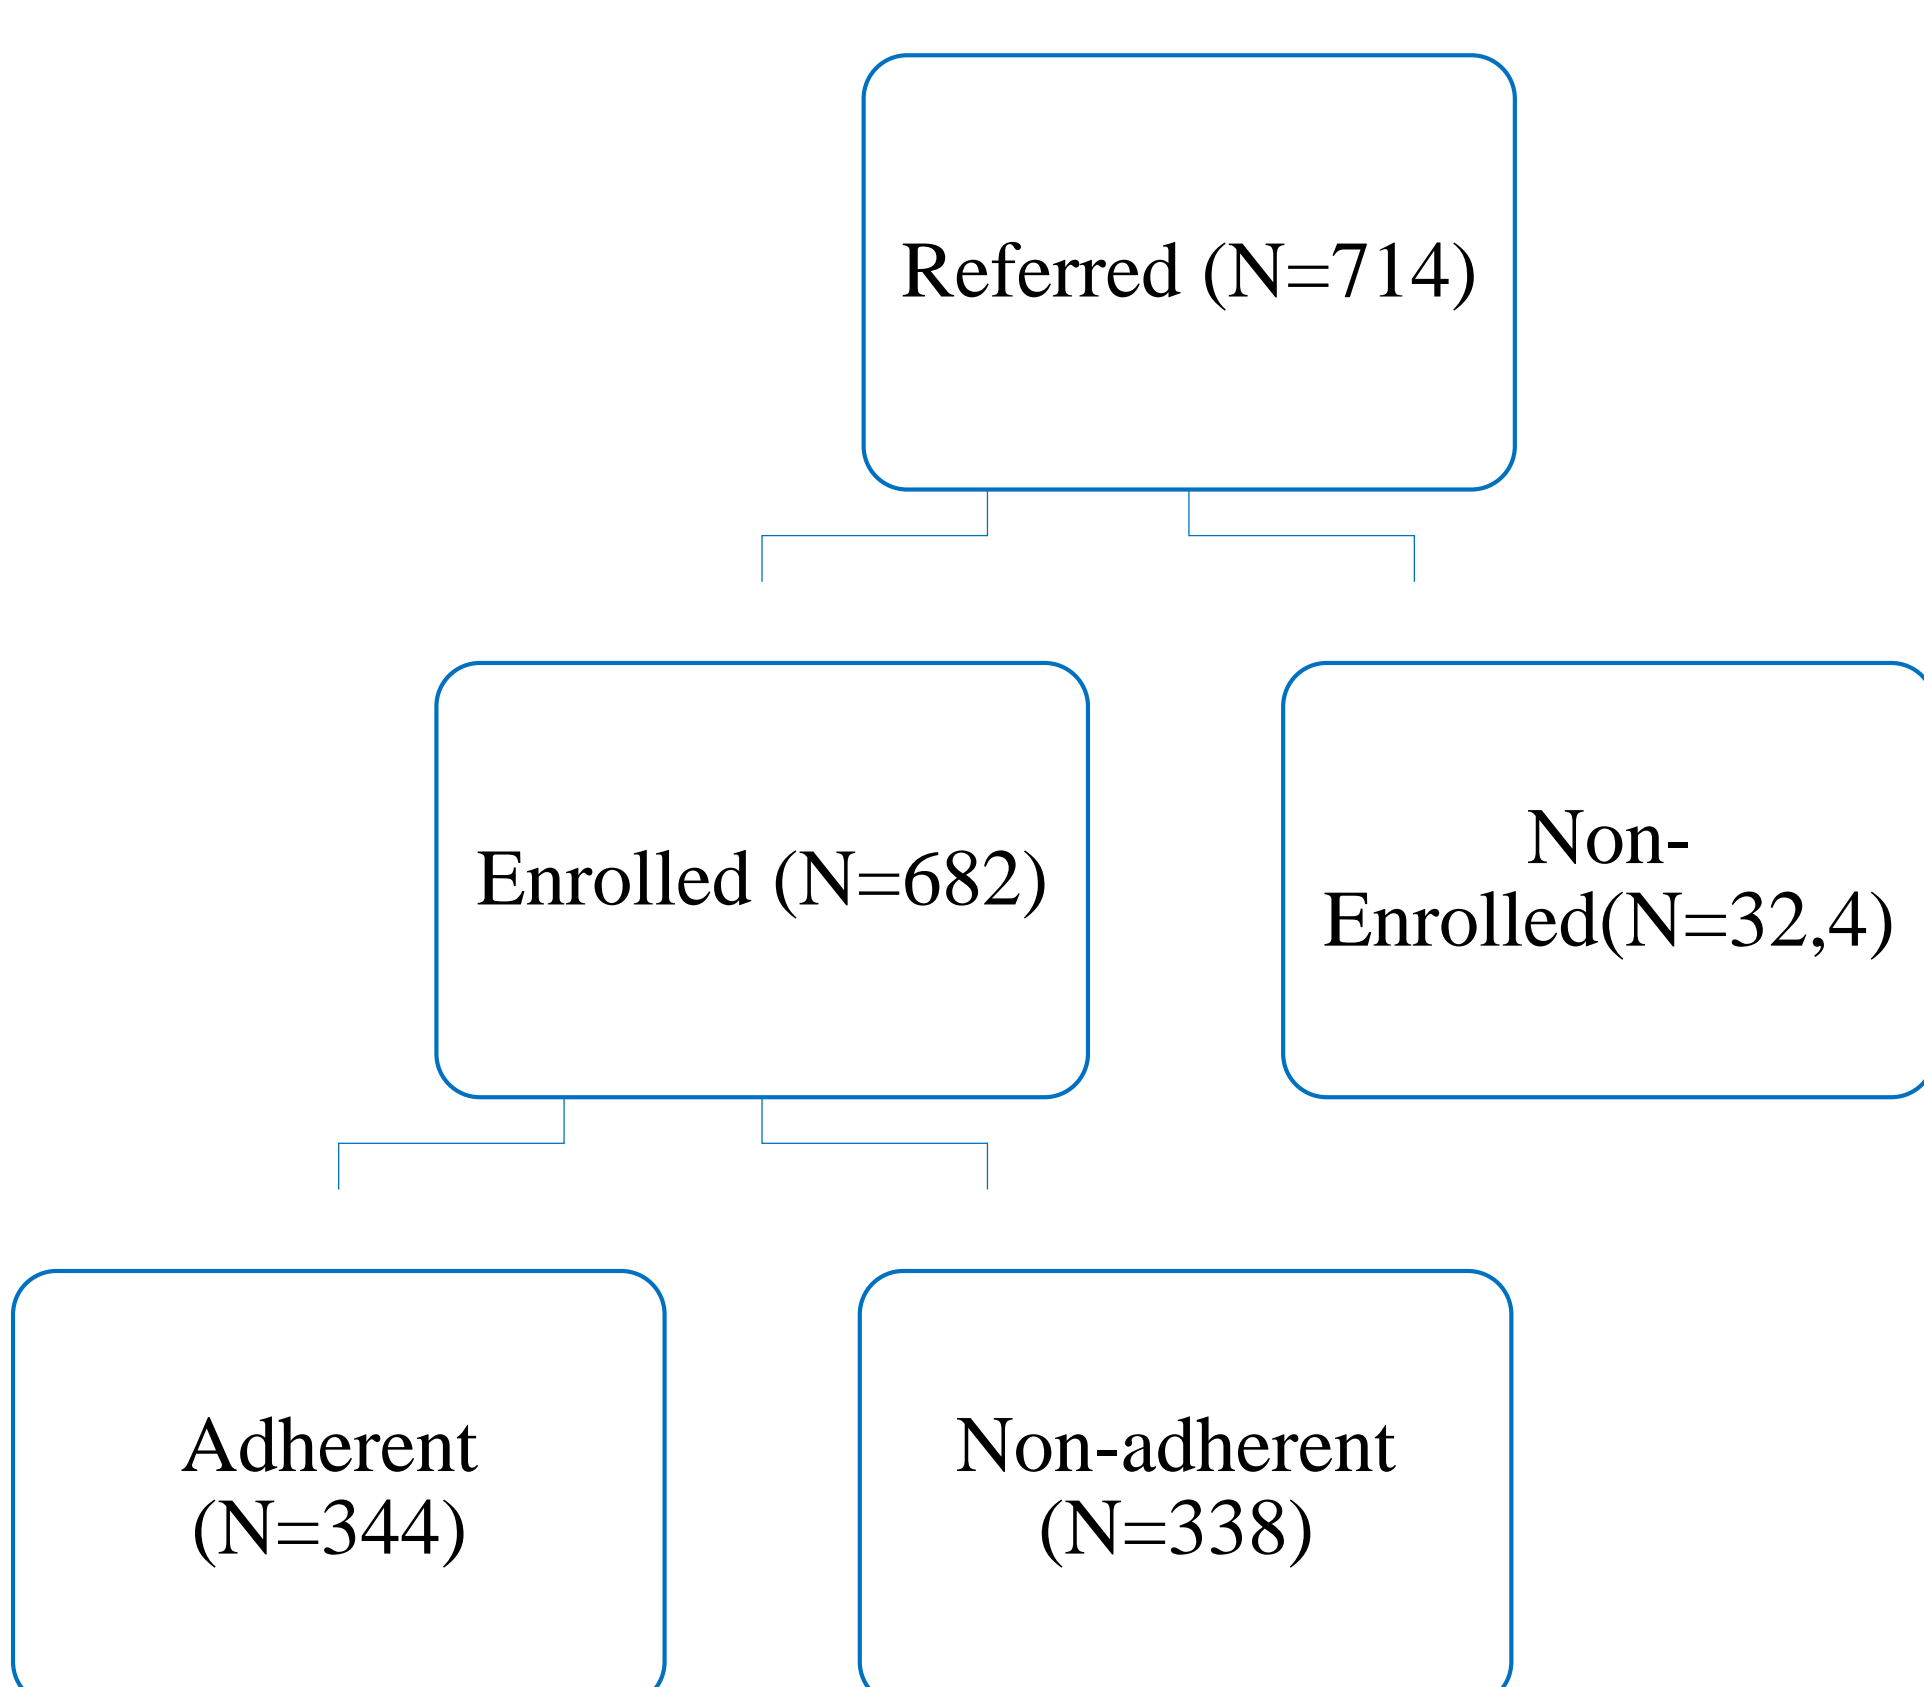 Referred (N=714)
Enrolled (N=682)
Non-
Enrolled(N=32,4)
Adherent
(N=344)
Non-adherent
(N=338)